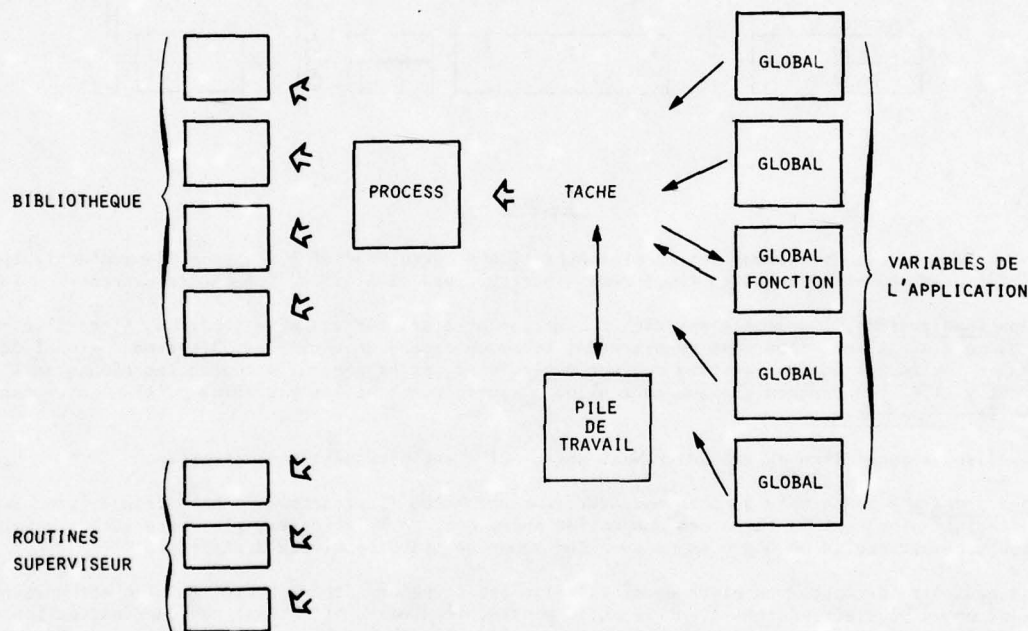 GLOBAL
GLOBAL
BIBLIOTHEQUE
PROCESS
TACHE
GLOBAL
FONCTION
VARIABLES DE
L'APPLICATION
GLOBAL
PILE
DE
TRAVAIL
GLOBAL
ROUTINES
SUPERVISEUR